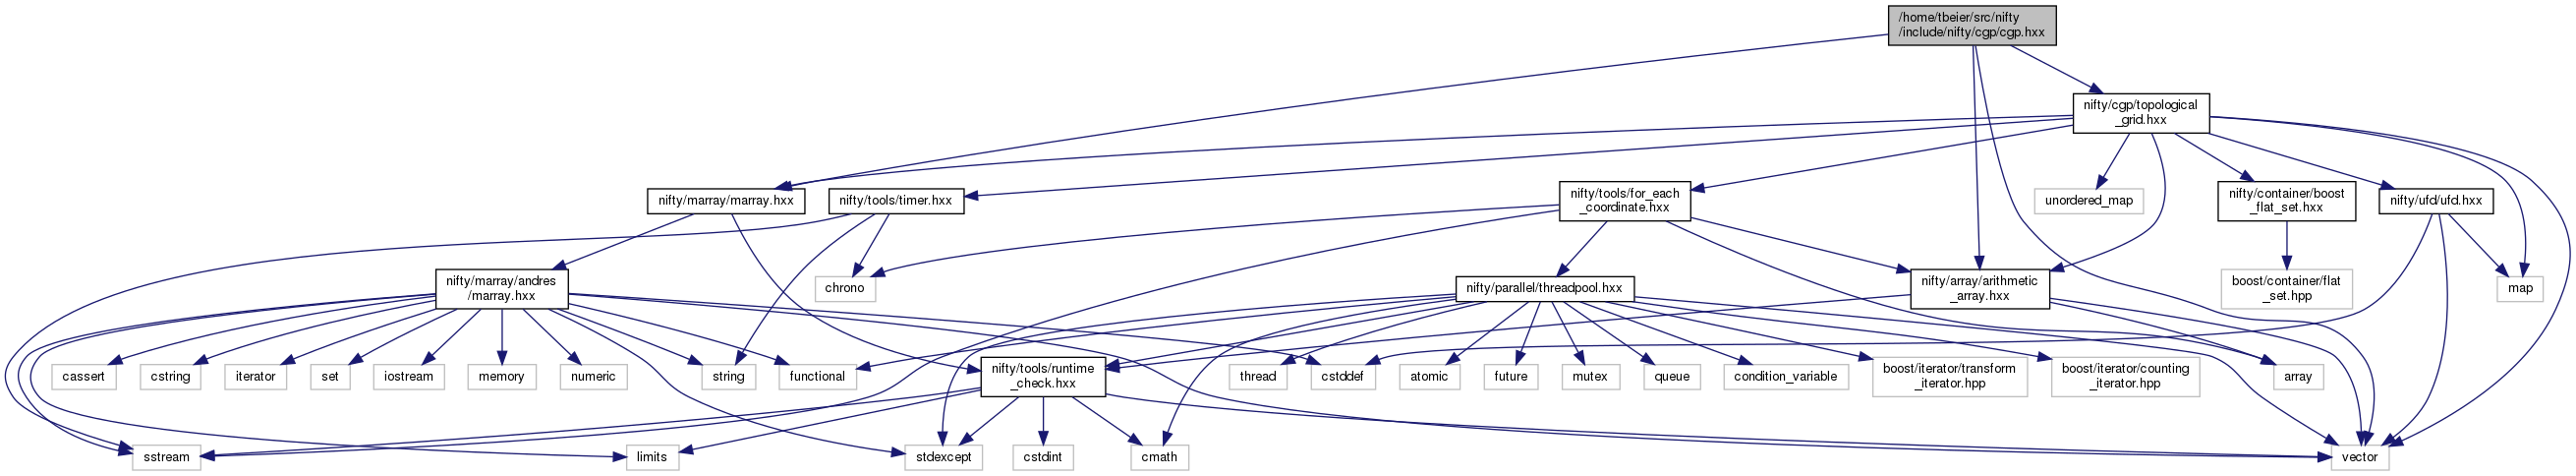 /home/tbeier/src/nifty
/include/nifty/cgp/cgp.hxx
nifty/cgp/topological
_grid.hxx
nifty/marray/marray.hxx
nifty/tools/timer.hxx
nifty/tools/for_each
_coordinate.hxx
unordered_map
nifty/container/boost
_flat_set.hxx
nifty/ufd/ufd.hxx
nifty/marray/andres
/marray.hxx
chrono
nifty/parallel/threadpool.hxx
nifty/array/arithmetic
_array.hxx
boost/container/flat
_set.hpp
map
cassert
cstring
iterator
set
iostream
memory
numeric
string
functional
nifty/tools/runtime
_check.hxx
thread
cstddef
atomic
future
mutex
queue
condition_variable
boost/iterator/transform
_iterator.hpp
boost/iterator/counting
_iterator.hpp
array
sstream
limits
stdexcept
cstdint
cmath
vector